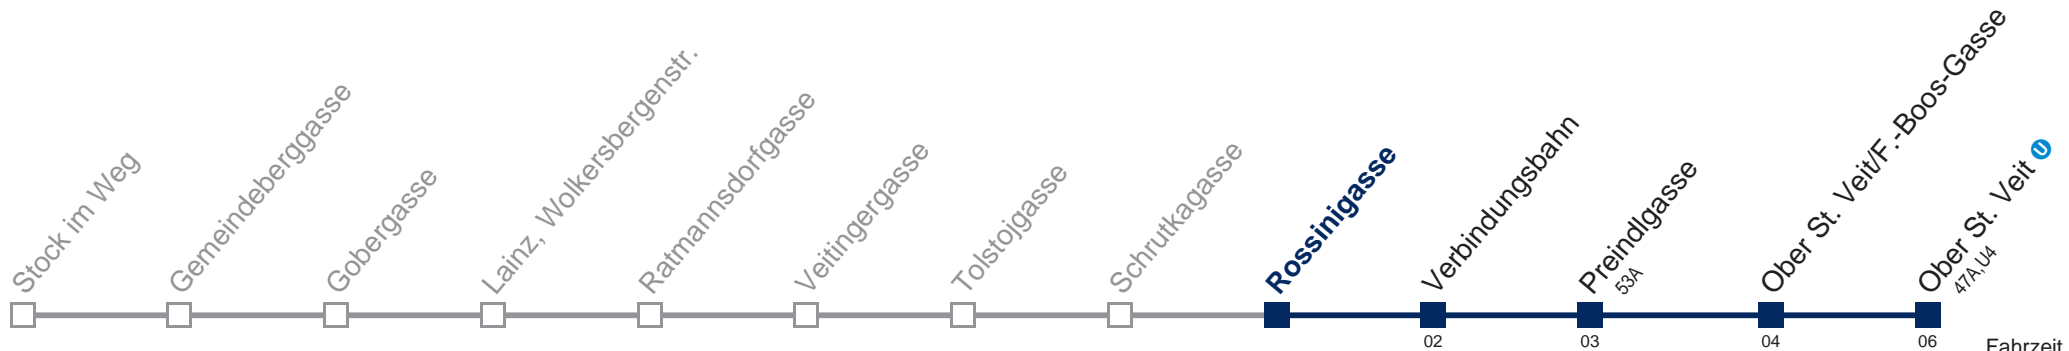 Stock im Weg
Gemeindeberggasse
Gobergasse
Lainz, Wolkersbergenstr.
Ratmannsdorfgasse
Veitingergasse
Tolstojgasse
Schrutkagasse
Rossinigasse
Verbindungsbahn
Preindlgasse
53A
Ober St. Veit/F.-Boos-Gasse
Ober St. Veit U
47A,U4
02
03
04
06
Fahrzeit